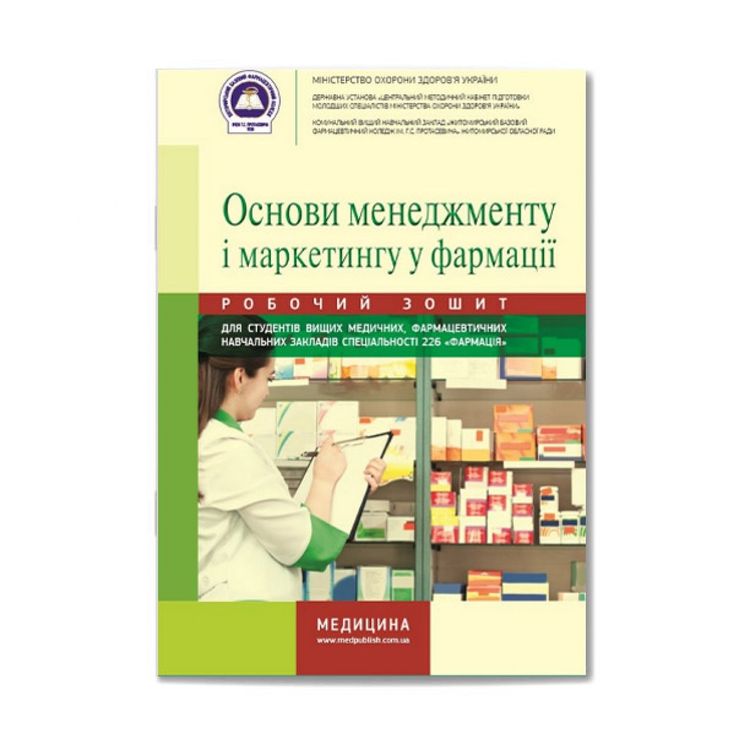 МІНІСТЕРСТВО ОХОРОНИ ЗДОРОВ'Я УКРАЇНИ
ДЕРЖАВНА УСТАНОВА «ЦЕНТРАЛЬНИЙ МЕТОДИЧНИЙ КАБІНЕТ ПІДГОТОВКИ
МОЛОДШИХ СПЕЦІАЛІСТІВ МІНІСТЕРСТВА ОХОРОНИ ЗДОРОВ'Я УКРАЇНИ»
КОМУНАЛЬНИЙ ВИЩИЙ НАВЧАЛЬНИЙ ЗАКЛАД «ЖИТОМИРСЬКИЙ БАЗОВИЙ
ФАРМАЦЕВТИЧНИЙ КОЛЕДЖ ІМ. Г.С. ПРОТАСЕВИЧА» ЖИТОМИРСЬКОЇ ОБЛАСНОЇ РАДИ
Основи менеджменту
і маркетингу у фармації
РОБОЧИЙ ЗОШИТ
ДЛЯ СТУДЕНТІВ ВИЩИХ МЕДИЧНИХ, ФАРМАЦЕВТИЧНИХ
НАВЧАЛЬНИХ ЗАКЛАДІВ СПЕЦІАЛЬНОСТІ 226 «ФАРМАЦІЯ»
МЕДИЦИНА
www.medpublish.com.ua